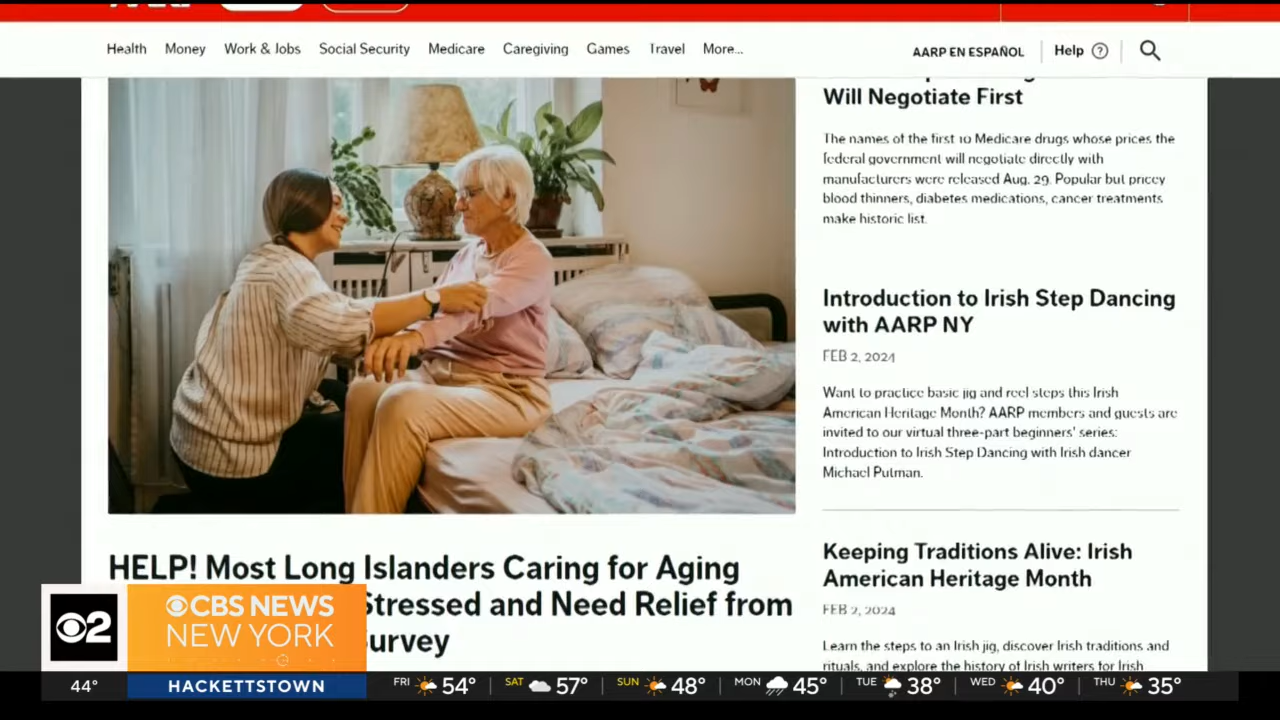 Health Money Work & Jobs Social Security Medicare Caregiving Games Travel More...
AARP EN ESPAÑOL Help ?
Will Negotiate First
The names of the first 10 Medicare drugs whose prices the
federal government will negotiate directly with
manufacturers were released Aug. 29. Popular but pricey
blood thinners, diabetes medications, cancer treatments
make historic list.
Introduction to Irish Step Dancing
with AARP NY
FEB 2, 2024
Want to practice basic jig and reel steps this Irish
American Heritage Month? AARP members and guests are
invited to our virtual three-part beginners' series:
Introduction to Irish Step Dancing with Irish dancer
Michael Putman.
Keeping Traditions Alive: Irish
American Heritage Month
FEB 2, 2024
Learn the steps to an Irish jig, discover Irish traditions and
rituals, and explore the history of Irish writers for Irish
HELP! Most Long Islanders Caring for Aging
Stressed and Need Relief from
2
CBS NEWS
NEW YORK
44° HACKETTSTOWN FRI 54° SAT 57° SUN 48° MON 45° TUE 38° WED 40° THU 35°